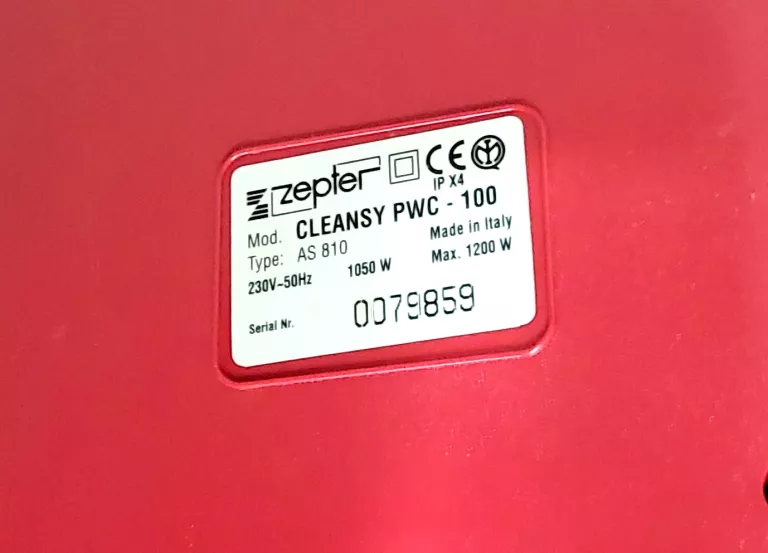 zepter CE
IP X4
Mod. CLEANSY PWC - 100
Type: AS 810 Made in Italy
230V~50Hz 1050 W Max. 1200 W
Serial Nr. 0079859